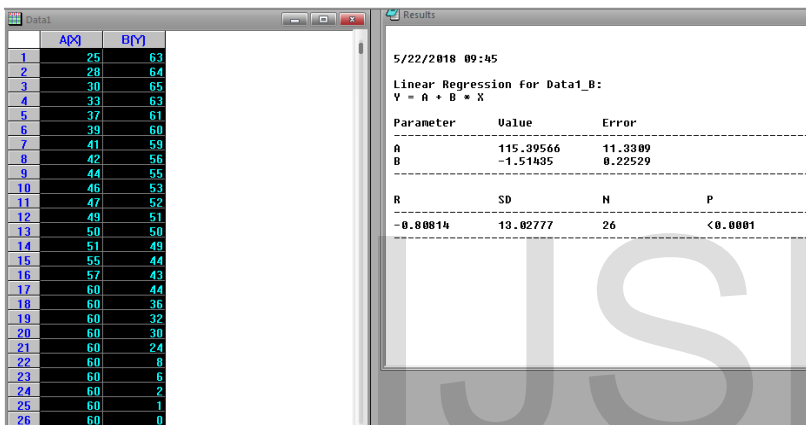 Data1
A(X) B(Y)
1 25 63
2 28 64
3 30 65
4 33 63
5 37 61
6 39 60
7 41 59
8 42 56
9 44 55
10 46 53
11 47 52
12 49 51
13 50 50
14 51 49
15 55 44
16 57 43
17 60 44
18 60 36
19 60 32
20 60 30
21 60 24
22 60 8
23 60 6
24 60 2
25 60 1
26 60 0
Results
5/22/2018 09:45
Linear Regression for Data1_B:
Y = A + B * X
Parameter Value Error
A 115.39566 11.3309
B -1.51435 0.22529
R SD N P
-0.80814 13.02777 26 <0.0001
IJSI